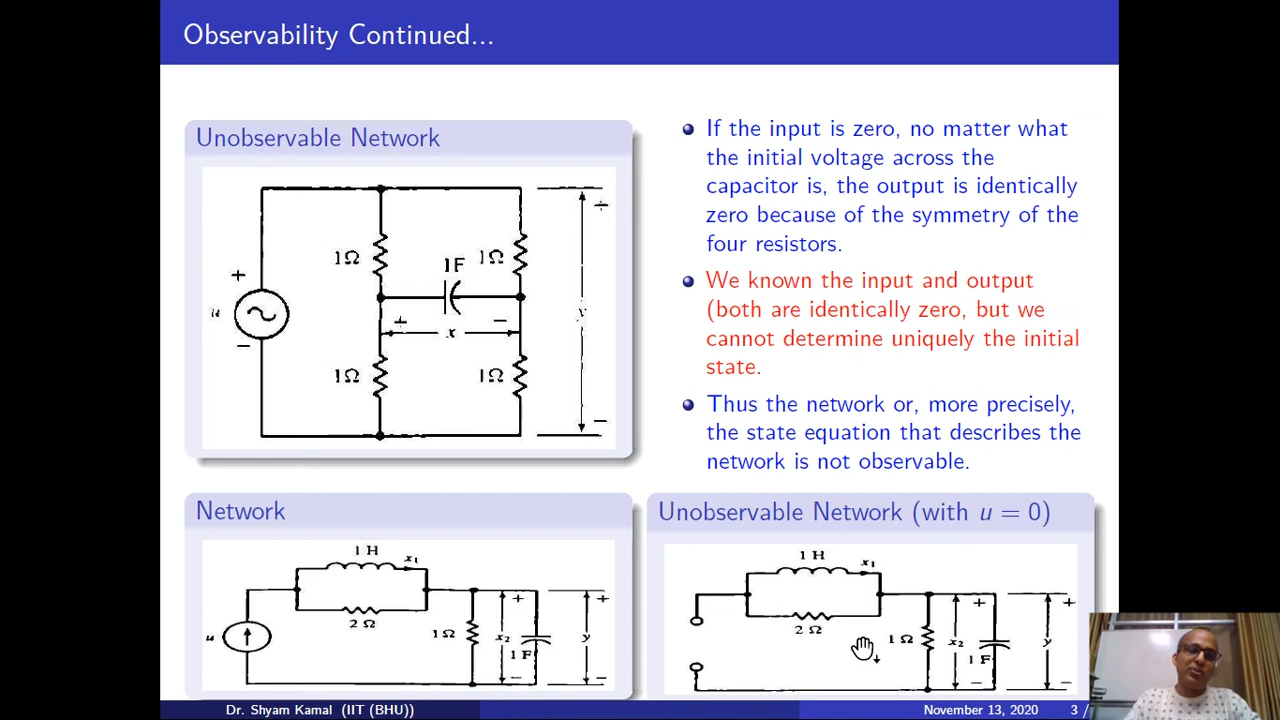 Observability Continued...
Unobservable Network
+
1Ω
1F
1Ω
÷
+
u
−
+
−
x
y
1Ω
1Ω
−
If the input is zero, no matter what
the initial voltage across the
capacitor is, the output is identically
zero because of the symmetry of the
four resistors.
We known the input and output
(both are identically zero, but we
cannot determine uniquely the initial
state.
Thus the network or, more precisely,
the state equation that describes the
network is not observable.
Network
1 H
x₁
2 Ω
u
1 Ω
+
x₂
−
1 F
+
y
−
Unobservable Network (with u = 0)
1 H
x₁
2 Ω
1 Ω
+
x₂
−
1 F
+
y
−
Dr. Shyam Kamal (IIT (BHU))
November 13, 2020
3 /